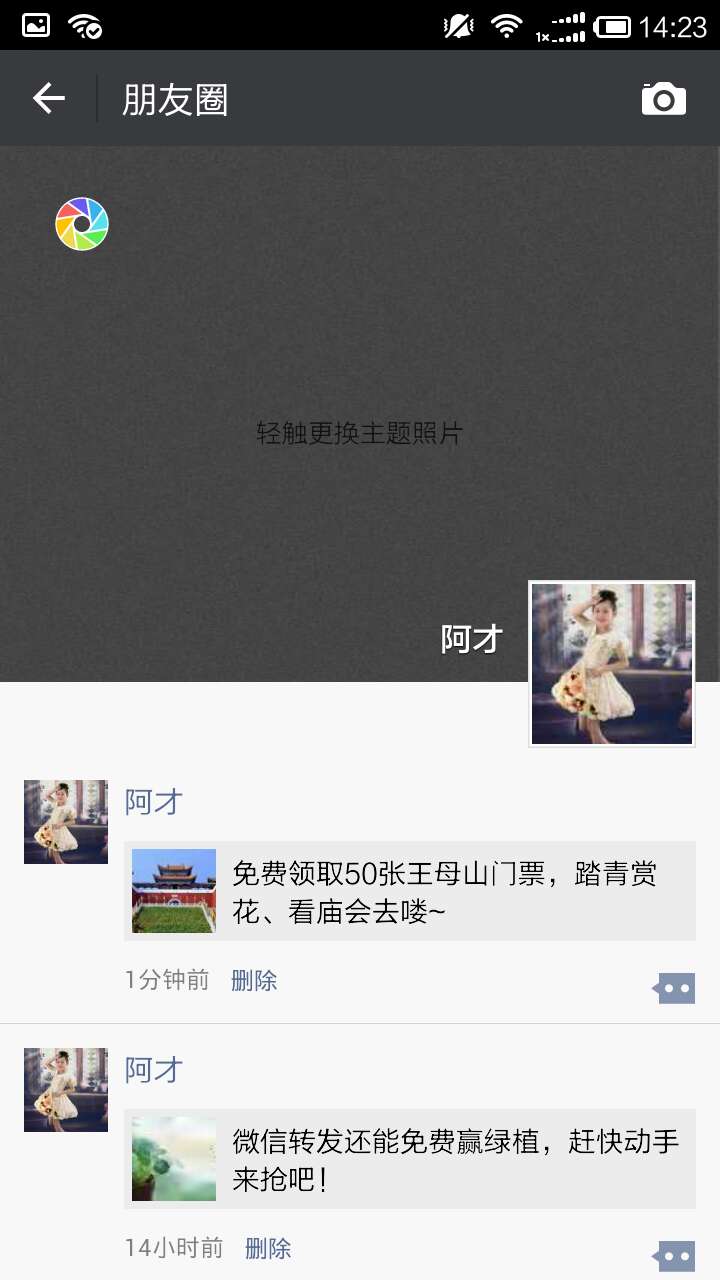 1x 14:23
朋友圈
轻触更换主题照片
阿才
阿才
免费领取50张王母山门票，踏青赏
花、看庙会去喽~
1分钟前 删除
阿才
微信转发还能免费赢绿植，赶快动手
来抢吧！
14小时前 删除